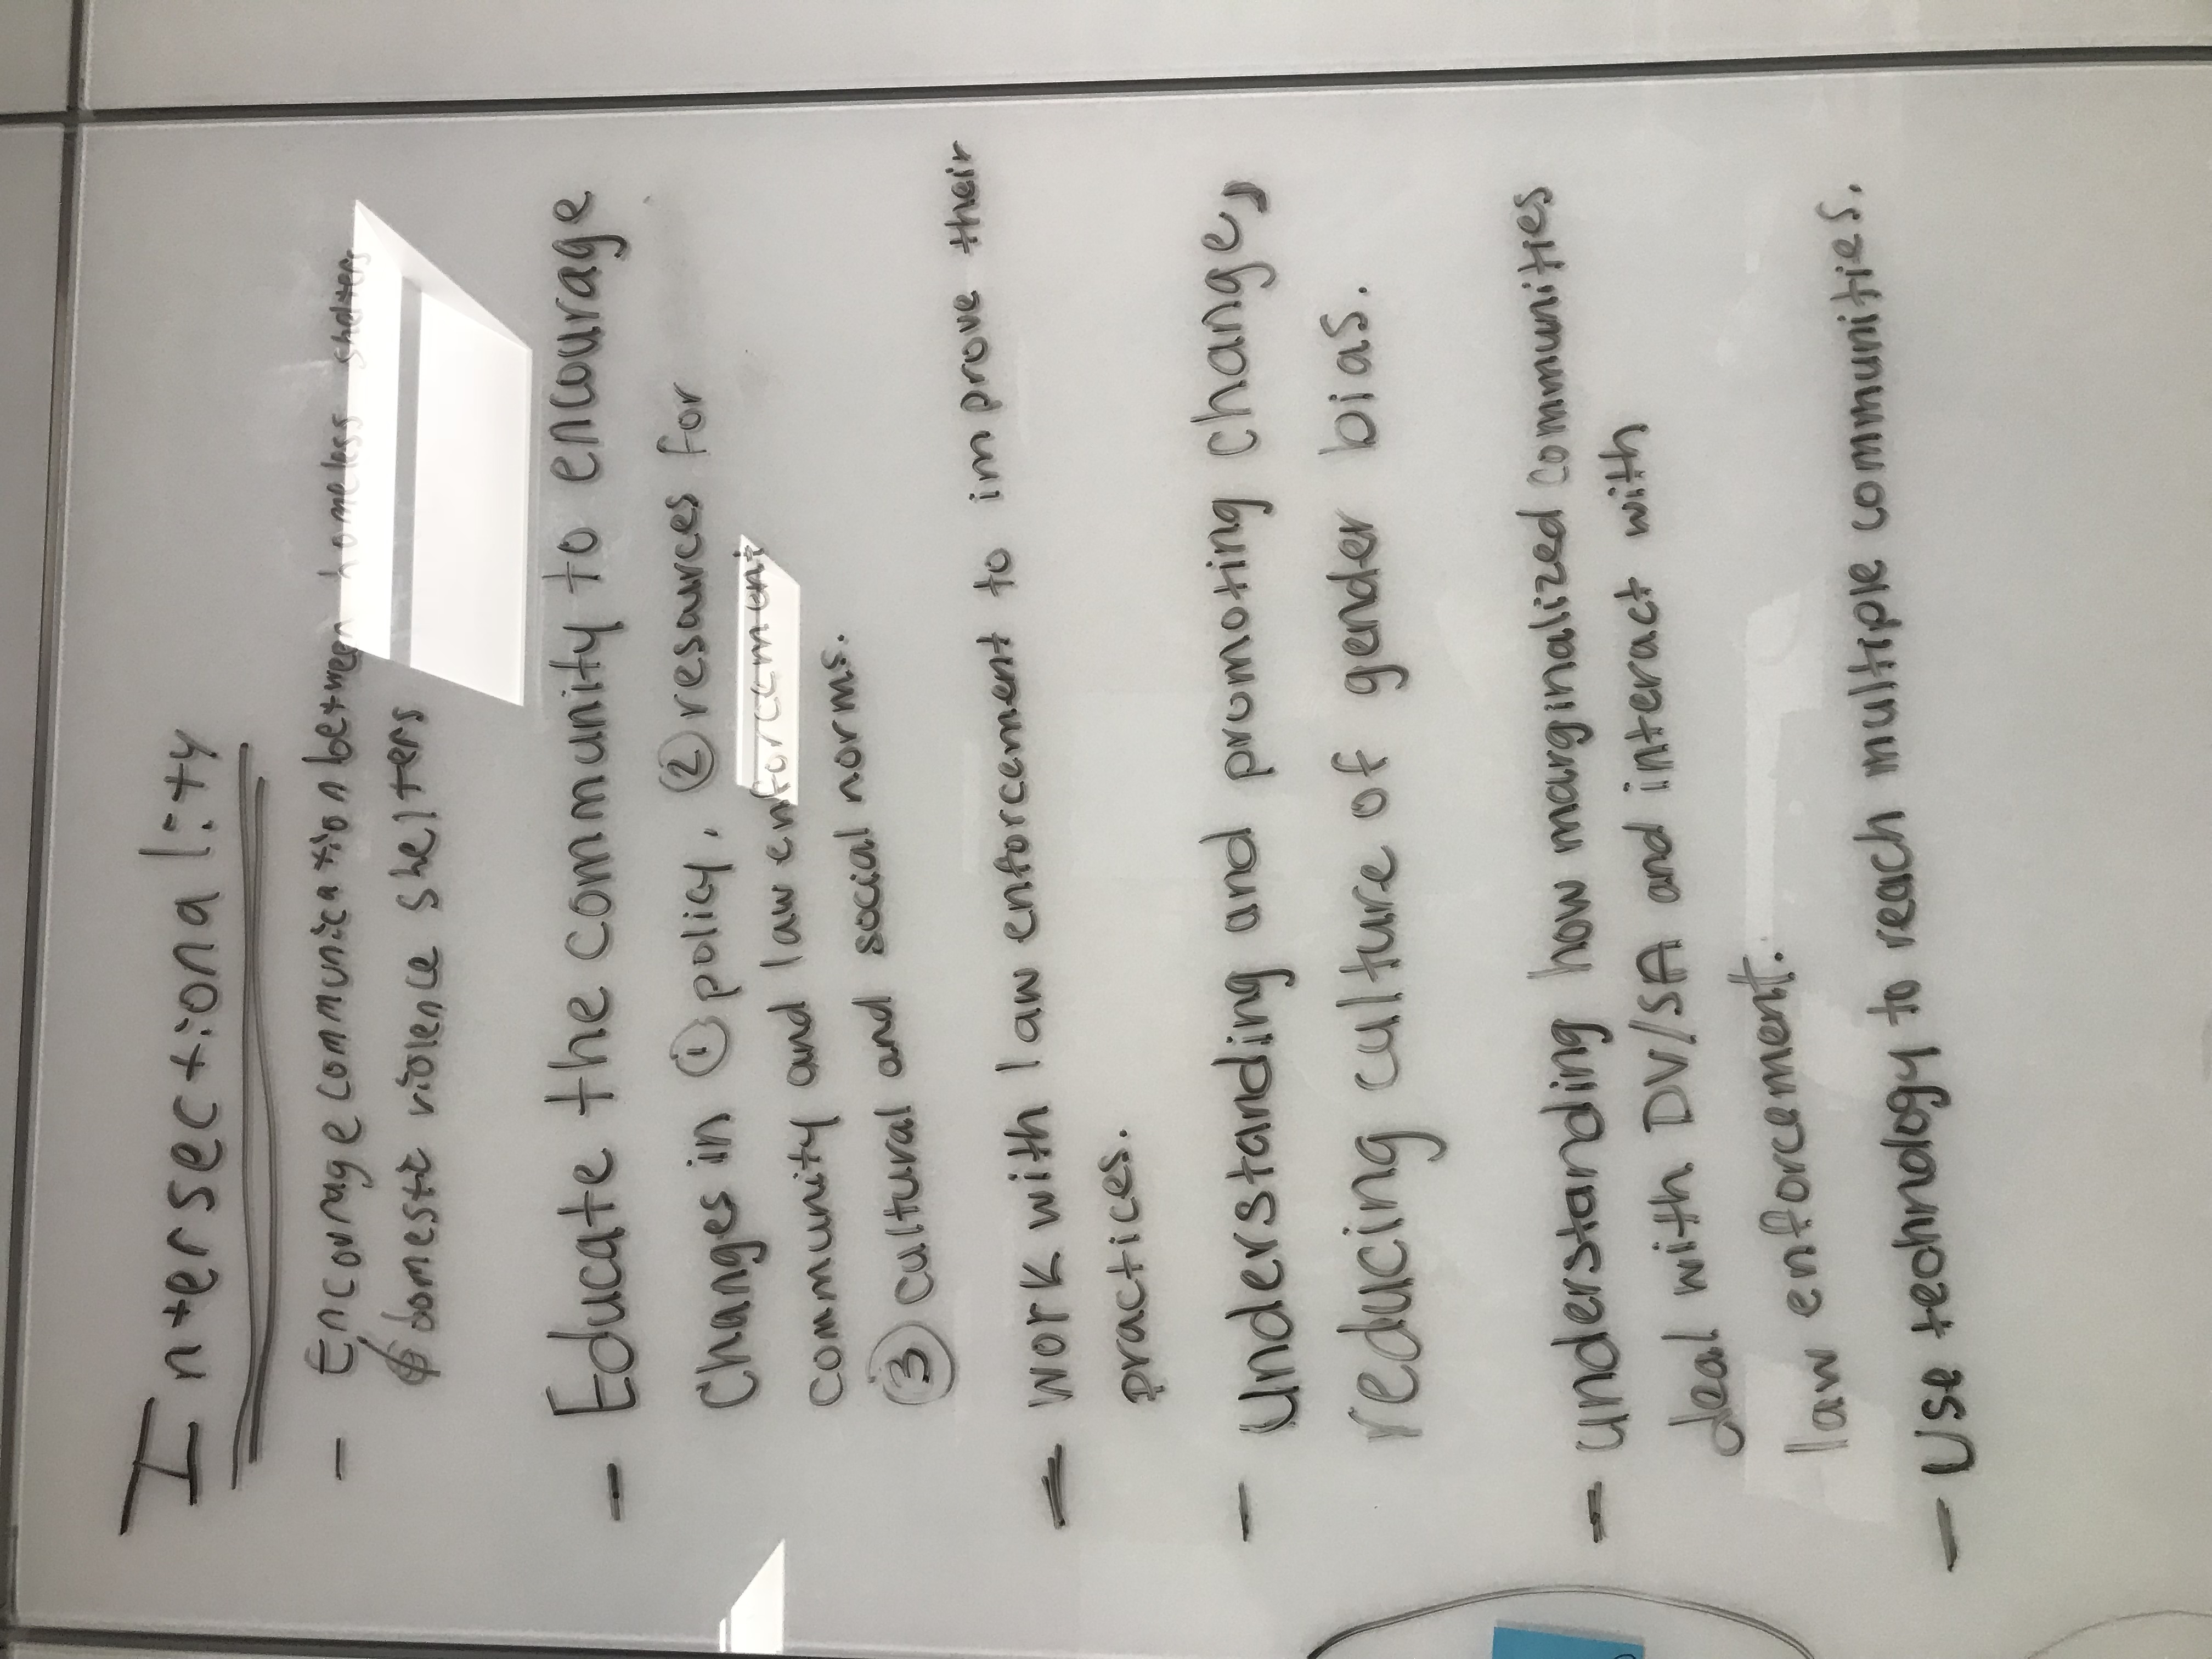 Intersectionality
- Encourage communication between homeless shelters
& domestic violence shelters
- Educate the community to encourage
Changes in ① policy, ② resources for
community and law enforcement
③ cultural and social norms.
- Work with law enforcement to improve their
practices.
- Understanding and promoting change,
reducing culture of gender bias.
- understanding how marginalized communities
deal with DV/SA and interact with
law enforcement.
- Use technology to reach multiple communities.